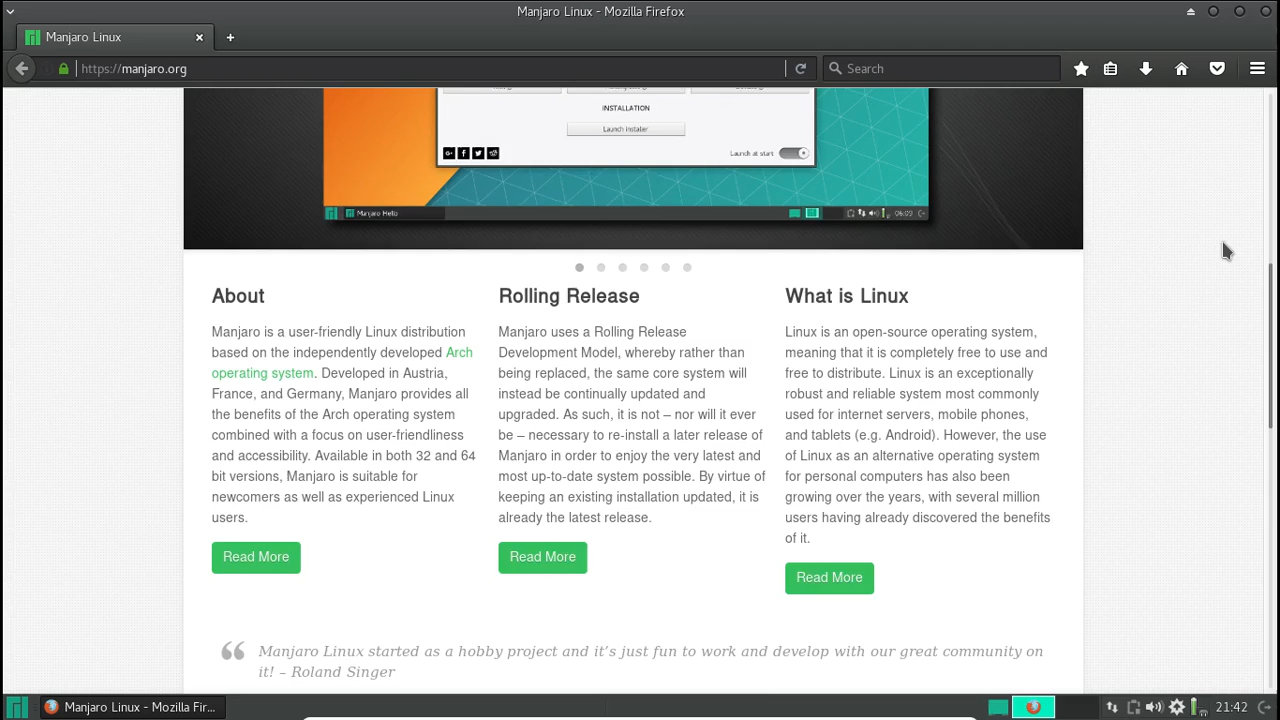 Manjaro Linux - Mozilla Firefox
Manjaro Linux
https://manjaro.org
Search
INSTALLATION
Launch installer
Launch at start
Manjaro Hello
06:09
About
Manjaro is a user-friendly Linux distribution
based on the independently developed Arch
operating system. Developed in Austria,
France, and Germany, Manjaro provides all
the benefits of the Arch operating system
combined with a focus on user-friendliness
and accessibility. Available in both 32 and 64
bit versions, Manjaro is suitable for
newcomers as well as experienced Linux
users.
Read More
Rolling Release
Manjaro uses a Rolling Release
Development Model, whereby rather than
being replaced, the same core system will
instead be continually updated and
upgraded. As such, it is not – nor will it ever
be – necessary to re-install a later release of
Manjaro in order to enjoy the very latest and
most up-to-date system possible. By virtue of
keeping an existing installation updated, it is
already the latest release.
Read More
What is Linux
Linux is an open-source operating system,
meaning that it is completely free to use and
free to distribute. Linux is an exceptionally
robust and reliable system most commonly
used for internet servers, mobile phones,
and tablets (e.g. Android). However, the use
of Linux as an alternative operating system
for personal computers has also been
growing over the years, with several million
users having already discovered the benefits
of it.
Read More
Manjaro Linux started as a hobby project and it’s just fun to work and develop with our great community on
it! – Roland Singer
Manjaro Linux - Mozilla Fir...
21:42